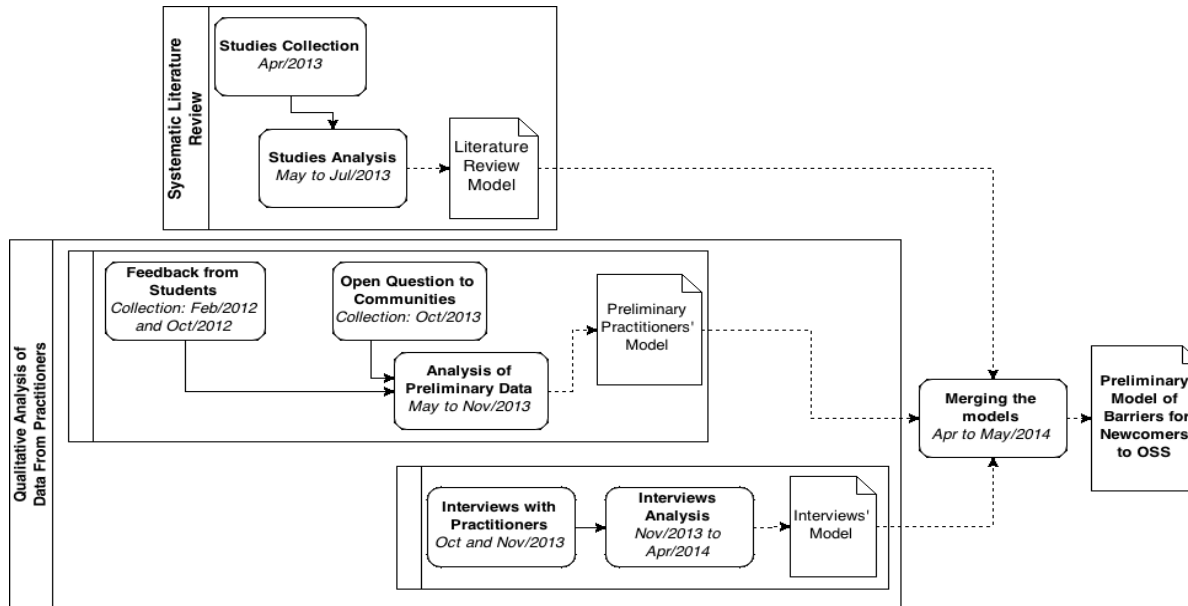 Systematic Literature
Review
Studies Collection
Apr/2013
Studies Analysis
May to Jul/2013
Literature
Review
Model
Qualitative Analysis of
Data From Practitioners
Feedback from
Students
Collection: Feb/2012
and Oct/2012
Open Question to
Communities
Collection: Oct/2013
Analysis of
Preliminary Data
May to Nov/2013
Preliminary
Practitioners'
Model
Interviews with
Practitioners
Oct and Nov/2013
Interviews
Analysis
Nov/2013 to
Apr/2014
Interviews'
Model
Merging the
models
Apr to May/2014
Preliminary
Model of
Barriers for
Newcomers
to OSS